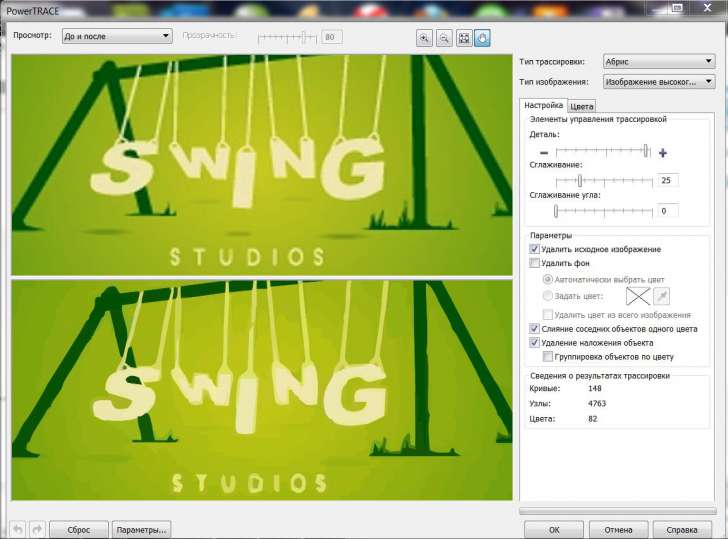 PowerTRACE
Просмотр:
До и после
Прозрачность:
80
SWING
STUDIOS
SWING
STUDIOS
Тип трассировки:
Абрис
Тип изображения:
Изображение высоког...
Настройка
Цвета
Элементы управления трассировкой
Деталь:
Сглаживание:
25
Сглаживание угла:
0
Параметры
Удалить исходное изображение
Удалить фон
Автоматически выбрать цвет
Задать цвет:
Удалить цвет из всего изображения
Слияние соседних объектов одного цвета
Удаление наложения объекта
Группировка объектов по цвету
Сведения о результатах трассировки
Кривые: 148
Узлы: 4763
Цвета: 82
Сброс
Параметры...
ОК
Отмена
Справка